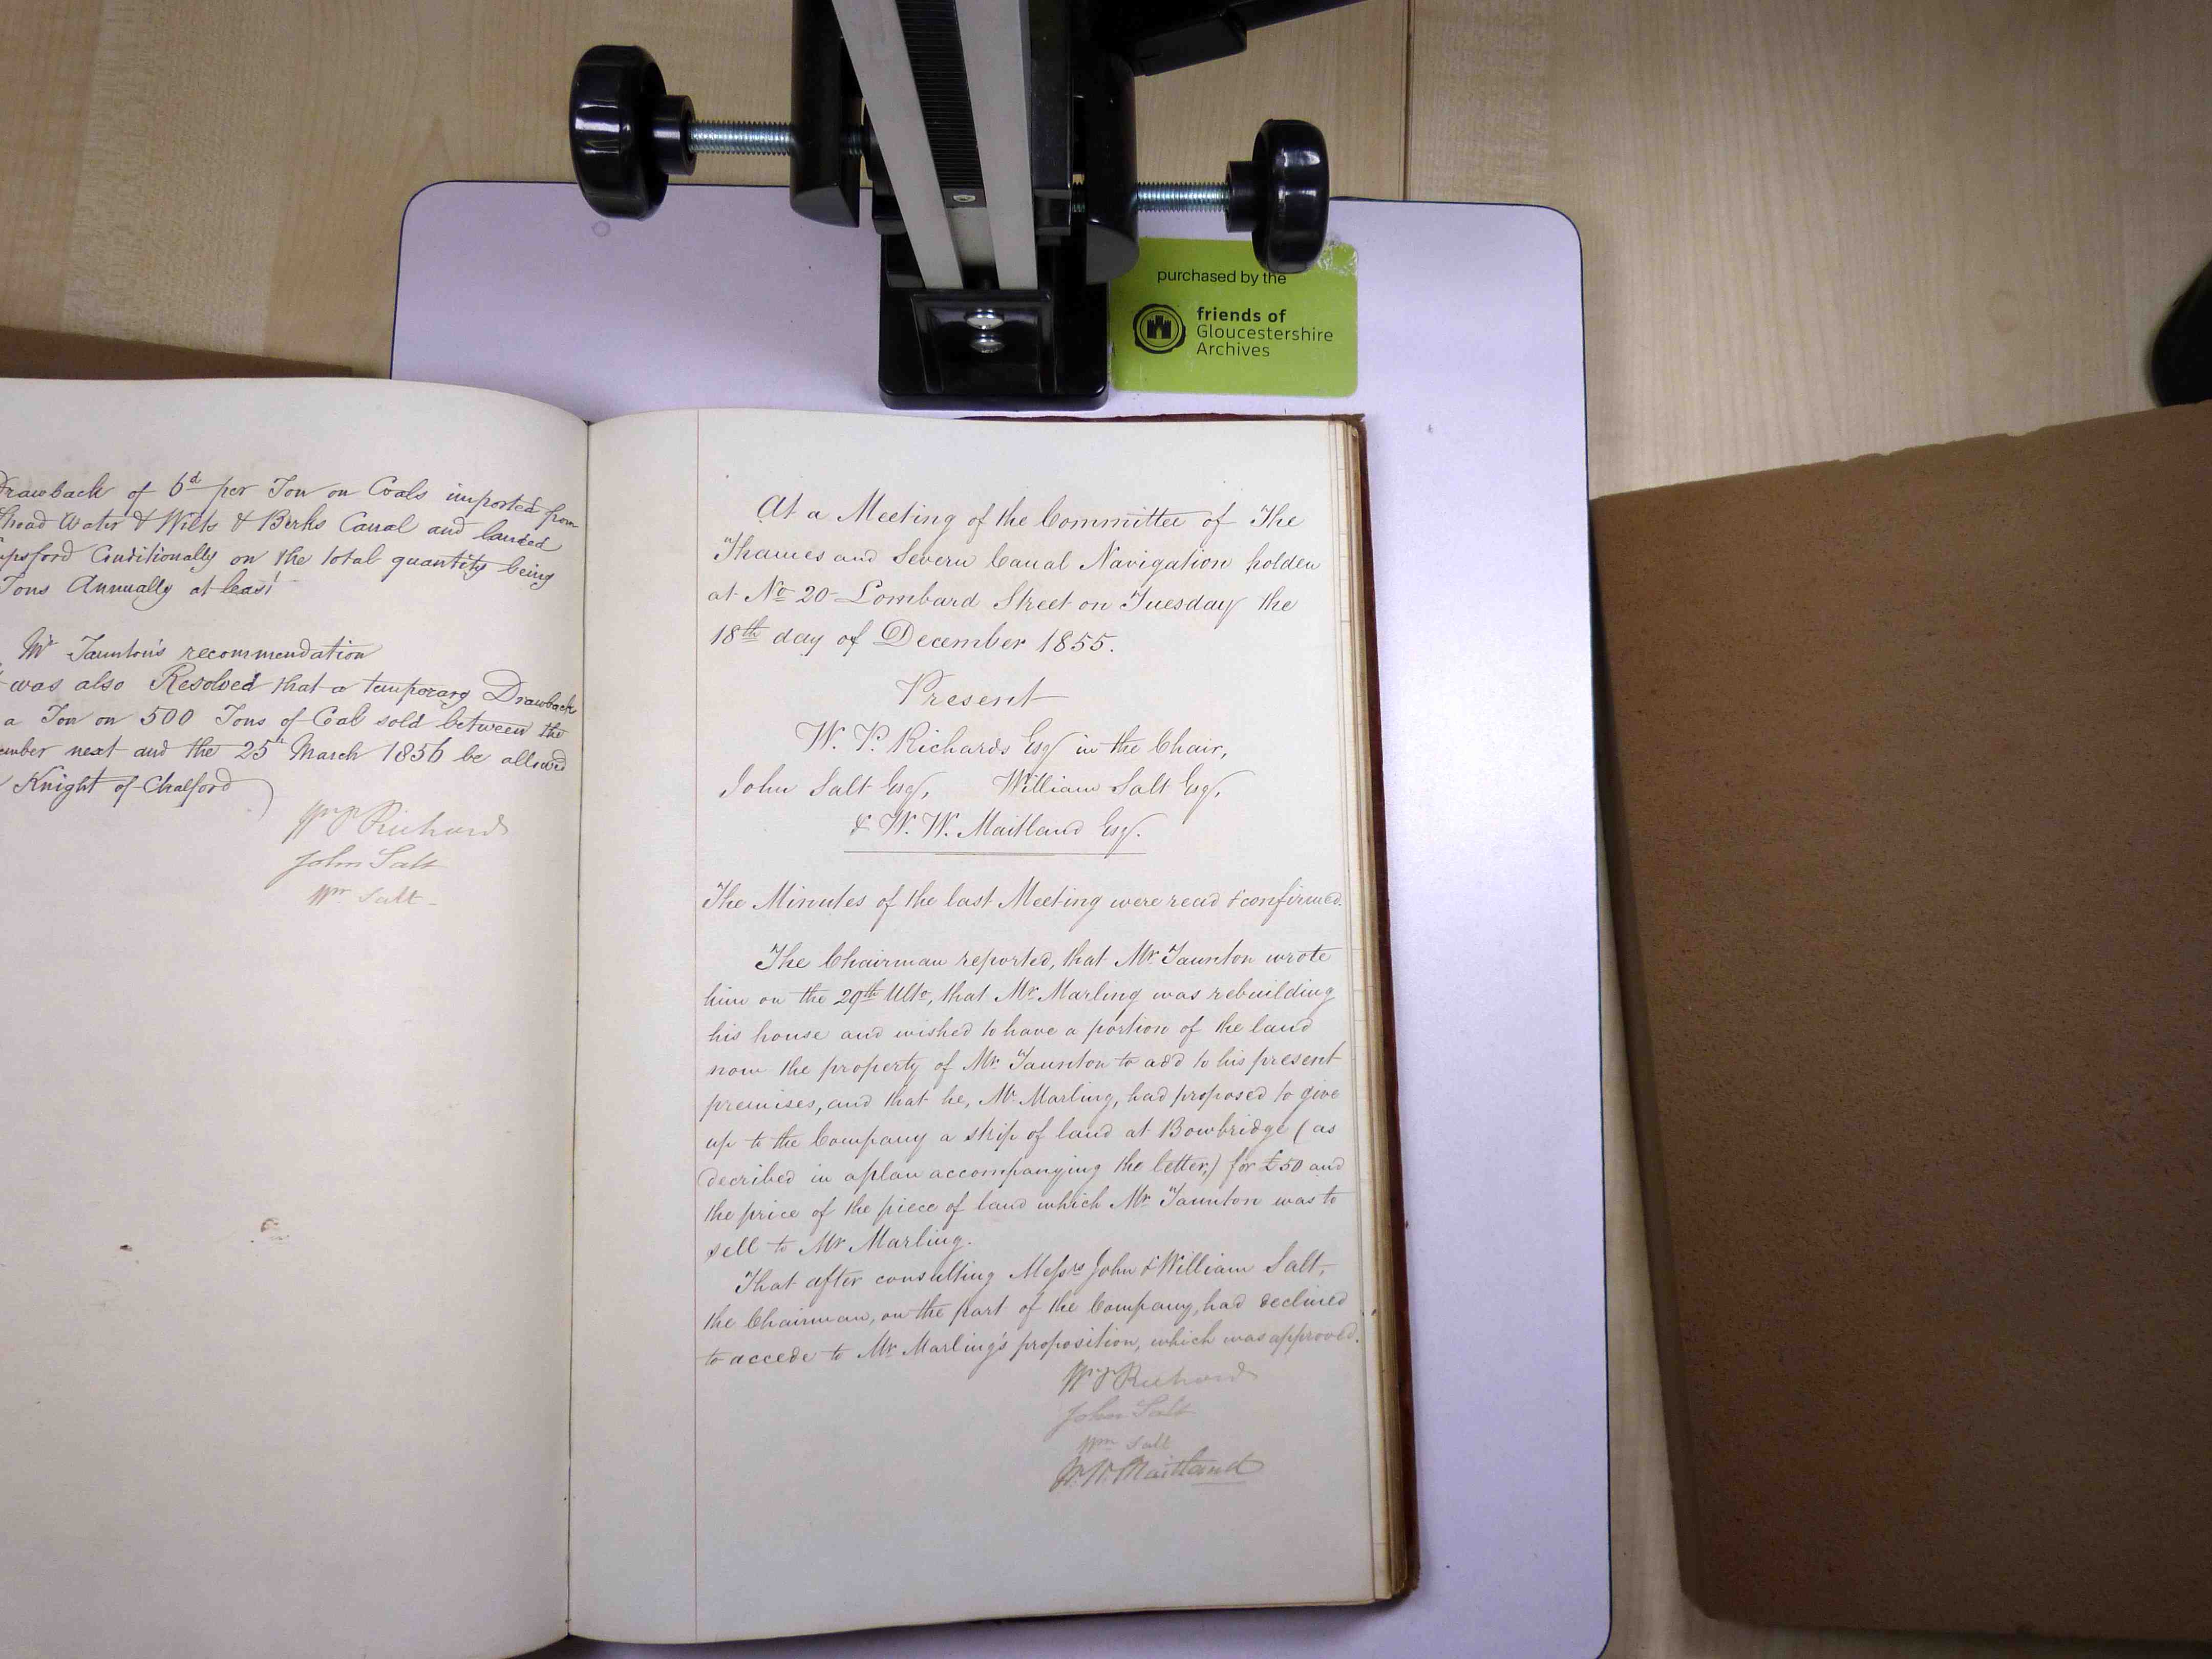 purchased by the
friends of
Gloucestershire
Archives
Drawback of 6d per Ton on Coals imported from
head Water & Wilts & Berks Canal and landed
Conditionally on the total quantity being
Tons Annually at least
Mr Taunton's recommendation
was also Resolved that a temporary Drawback
a Ton on 500 Tons of Coal sold between the
next and the 25th March 1856 be allowed
Knight of Chalford
Wm P Richards
John Salt
Wm Salt
At a Meeting of the Committee of The
Thames and Severn Canal Navigation holden
at No 20 Lombard Street on Tuesday the
18th day of December 1855.
Present
W. P. Richards Esq in the Chair,
John Salt Esq, William Salt Esq,
& W. W. Maitland Esq.
The Minutes of the last Meeting were read & confirmed.
The Chairman reported, that Mr Taunton wrote
him on the 29th Ulto, that Mr Marling was rebuilding
his house and wished to have a portion of the land
now the property of Mr Taunton to add to his present
premises, and that he, Mr Marling, had proposed to give
up to the Company a strip of land at Bowbridge (as
decribed in a plan accompanying the letter,) for £50 and
the price of the piece of land which Mr Taunton was to
sell to Mr Marling.
That after consulting Messrs John & William Salt,
the Chairman, on the part of the Company, had declined
to accede to Mr Marling's proposition, which was approved.
Wm P Richards
John Salt
Wm Salt
W. W. Maitland